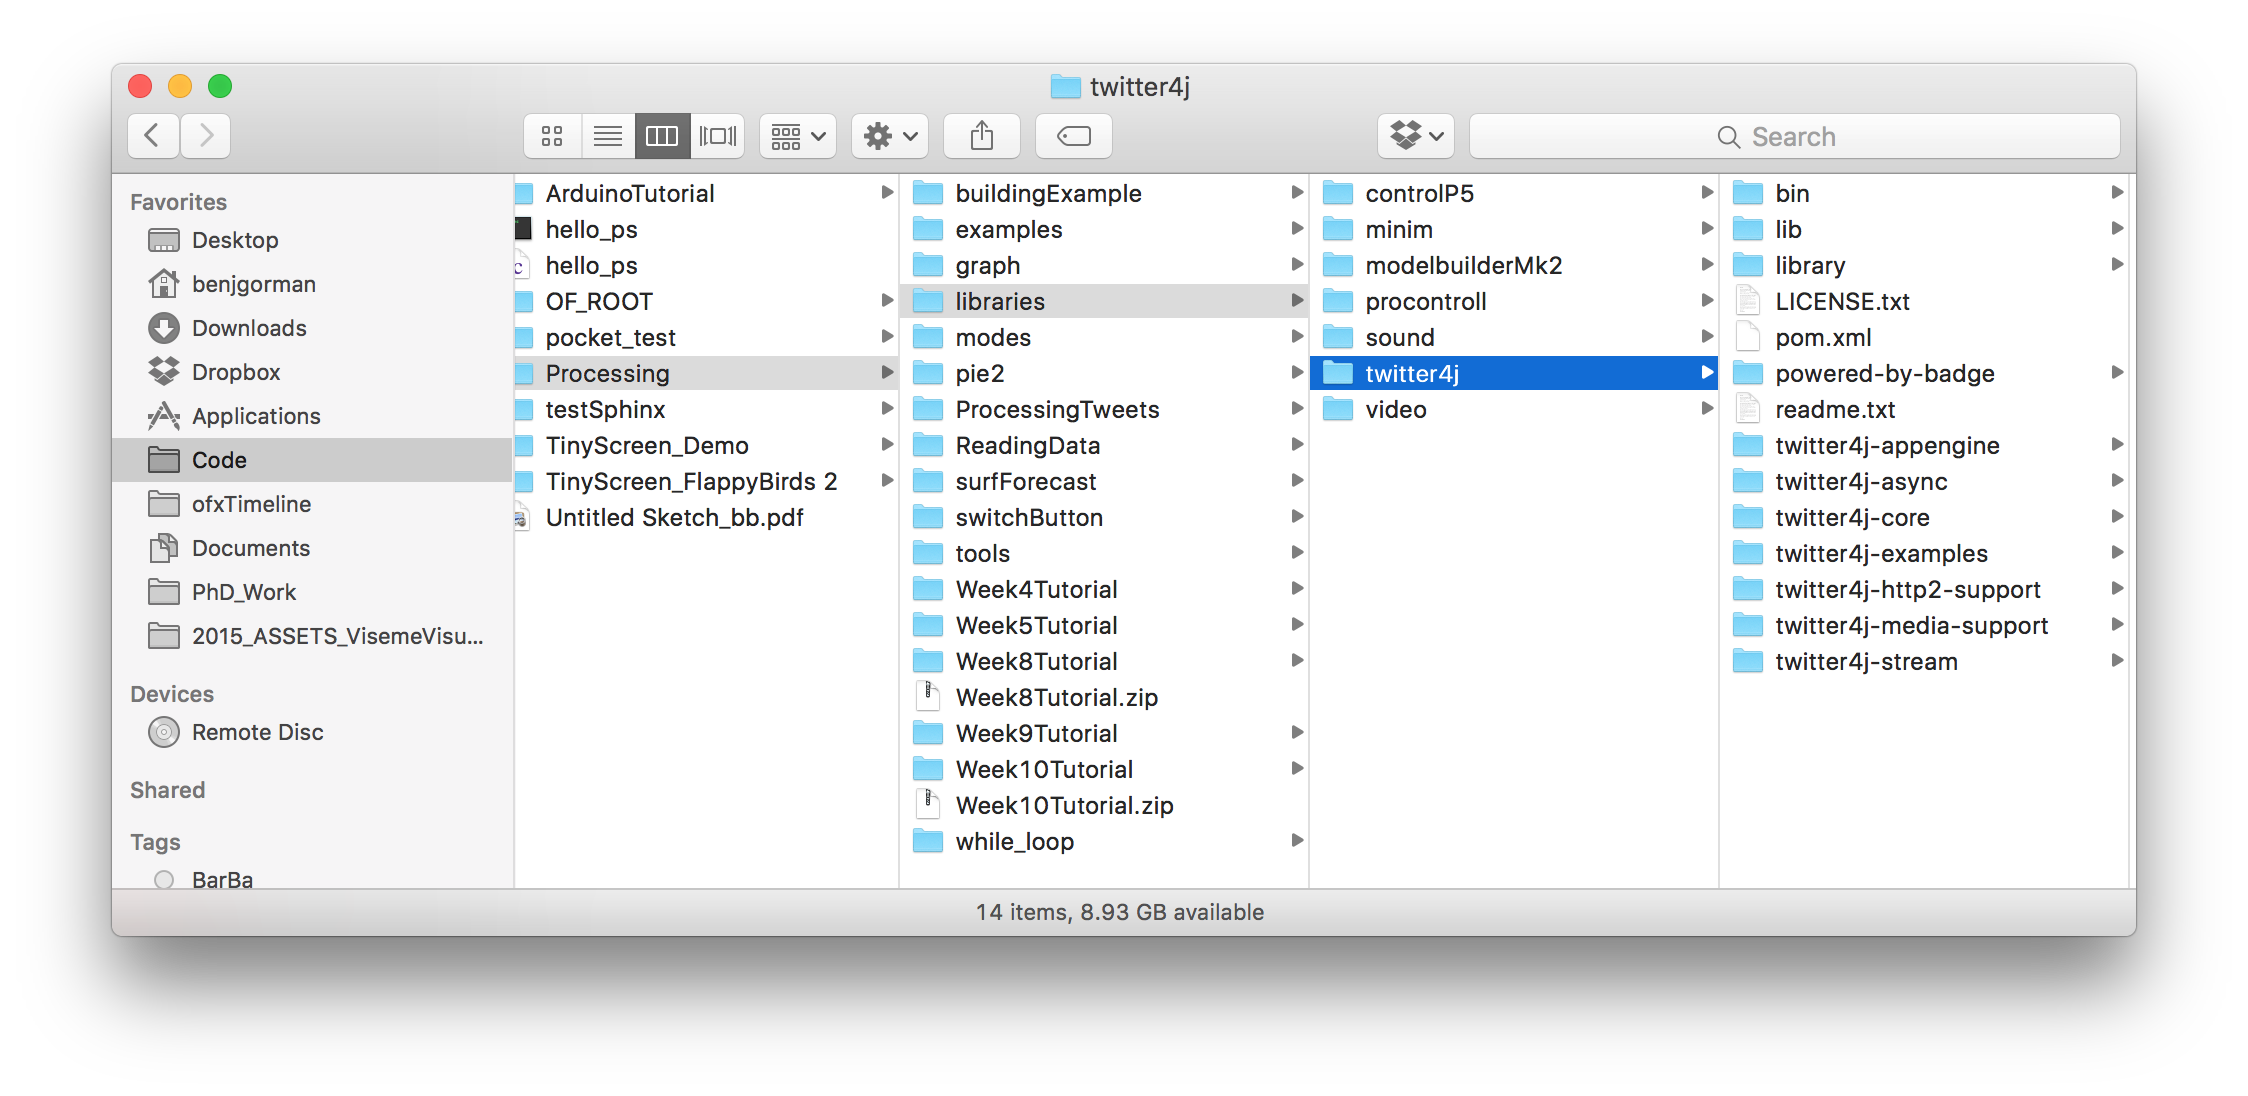 twitter4j
Search
Favorites
Desktop
benjgorman
Downloads
Dropbox
Applications
Code
ofxTimeline
Documents
PhD_Work
2015_ASSETS_VisemeVisu...
Devices
Remote Disc
Shared
Tags
BarBa
ArduinoTutorial
hello_ps
c
hello_ps
OF_ROOT
pocket_test
Processing
testSphinx
TinyScreen_Demo
TinyScreen_FlappyBirds 2
Untitled Sketch_bb.pdf
buildingExample
examples
graph
libraries
modes
pie2
ProcessingTweets
ReadingData
surfForecast
switchButton
tools
Week4Tutorial
Week5Tutorial
Week8Tutorial
Week8Tutorial.zip
Week9Tutorial
Week10Tutorial
Week10Tutorial.zip
while_loop
controlP5
minim
modelbuilderMk2
procontroll
sound
twitter4j
video
bin
lib
library
LICENSE.txt
pom.xml
powered-by-badge
readme.txt
twitter4j-appengine
twitter4j-async
twitter4j-core
twitter4j-examples
twitter4j-http2-support
twitter4j-media-support
twitter4j-stream
14 items, 8.93 GB available